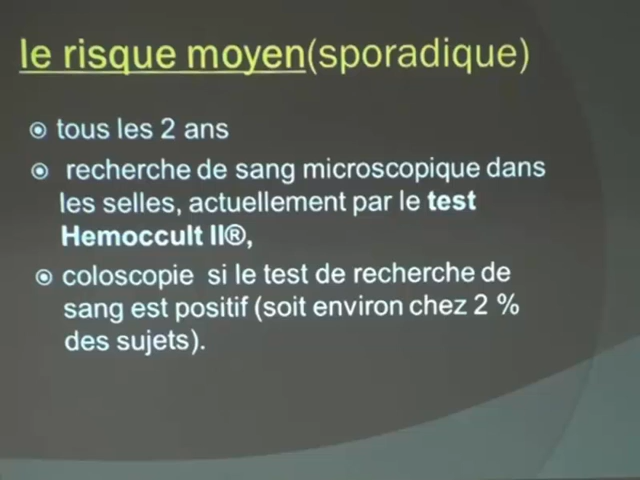 le risque moyen(sporadique)
tous les 2 ans
recherche de sang microscopique dans
les selles, actuellement par le test
Hemoccult II®,
coloscopie si le test de recherche de
sang est positif (soit environ chez 2 %
des sujets).